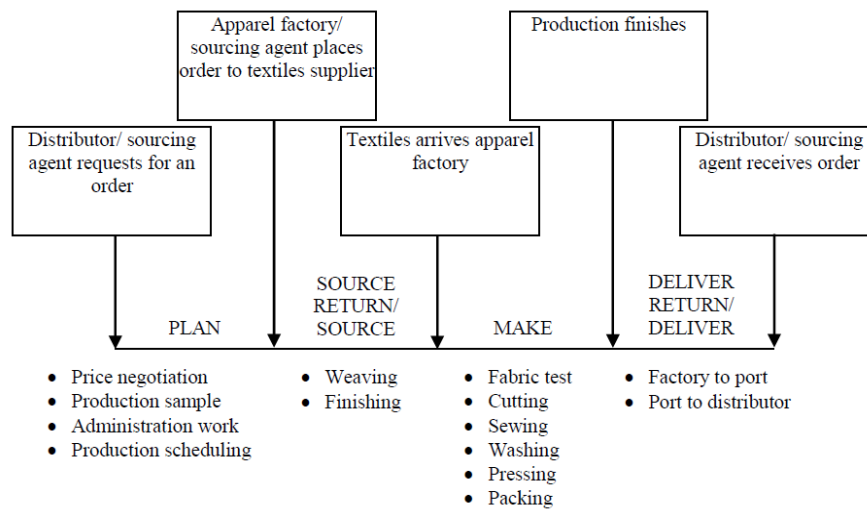 Apparel factory/
sourcing agent places
order to textiles supplier
Production finishes
Distributor/ sourcing
agent requests for an
order
Textiles arrives apparel
factory
Distributor/ sourcing
agent receives order
PLAN
SOURCE
RETURN/
SOURCE
MAKE
DELIVER
RETURN/
DELIVER
• Price negotiation
• Production sample
• Administration work
• Production scheduling
• Weaving
• Finishing
• Fabric test
• Cutting
• Sewing
• Washing
• Pressing
• Packing
• Factory to port
• Port to distributor